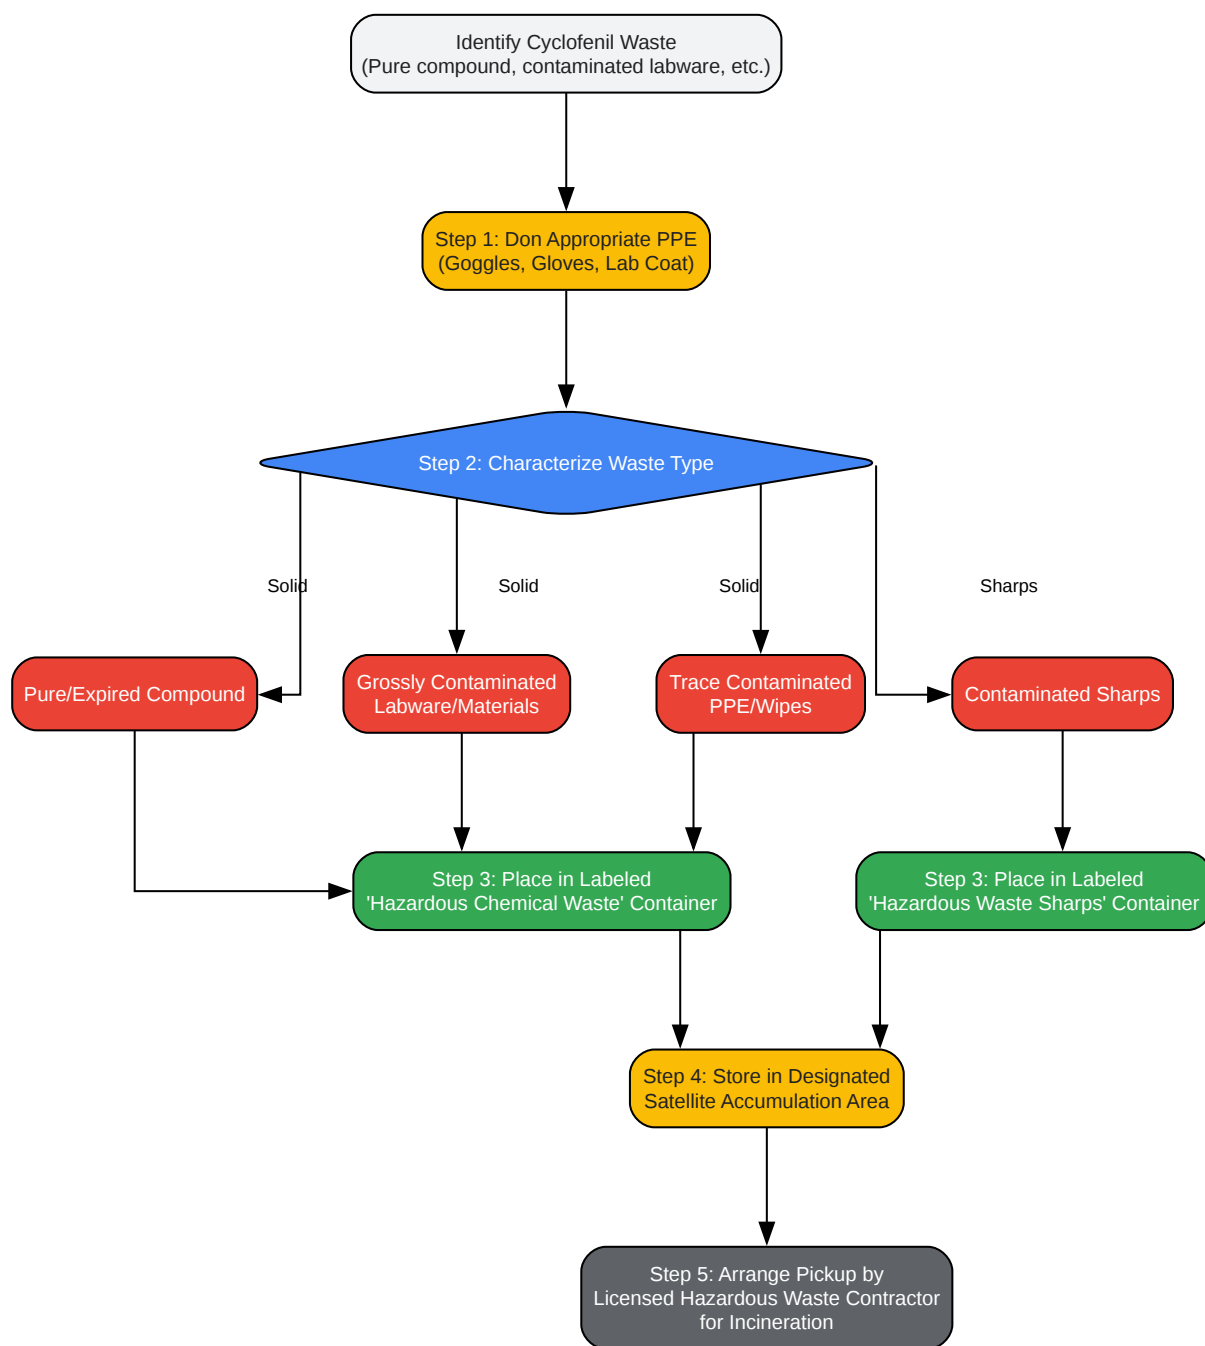 Identify Cyclofenil Waste
(Pure compound, contaminated labware, etc.)
Step 1: Don Appropriate PPE
(Goggles, Gloves, Lab Coat)
Step 2: Characterize Waste Type
Solid
Solid
Solid
Sharps
Pure/Expired Compound
Grossly Contaminated
Labware/Materials
Trace Contaminated
PPE/Wipes
Contaminated Sharps
Step 3: Place in Labeled
'Hazardous Chemical Waste' Container
Step 3: Place in Labeled
'Hazardous Waste Sharps' Container
Step 4: Store in Designated
Satellite Accumulation Area
Step 5: Arrange Pickup by
Licensed Hazardous Waste Contractor
for Incineration